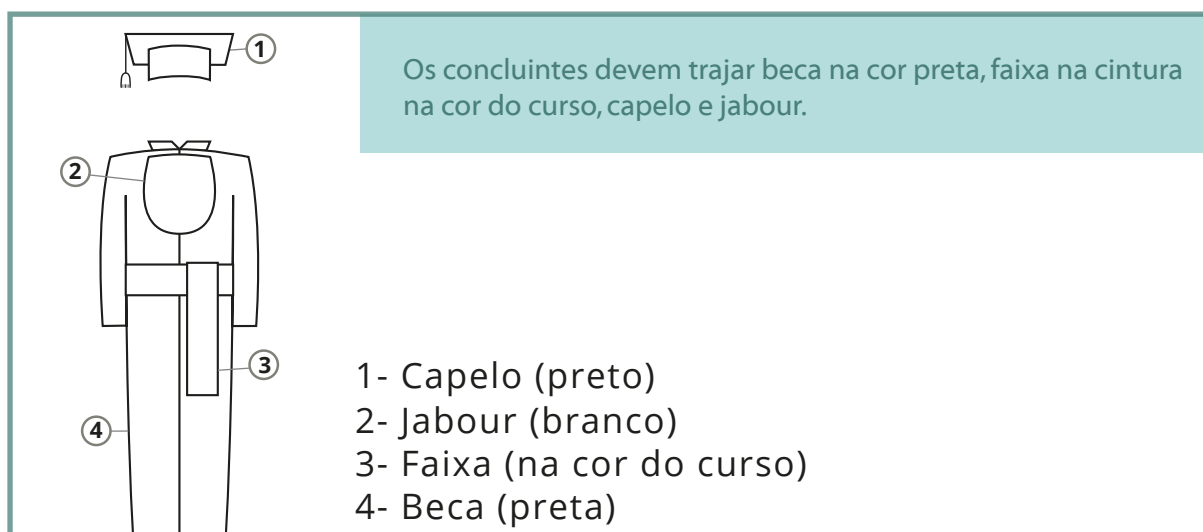 1
Os concluintes devem trajar beca na cor preta, faixa na cintura
na cor do curso, capelo e jabour.
2
3
4
1- Capelo (preto)
2- Jabour (branco)
3- Faixa (na cor do curso)
4- Beca (preta)